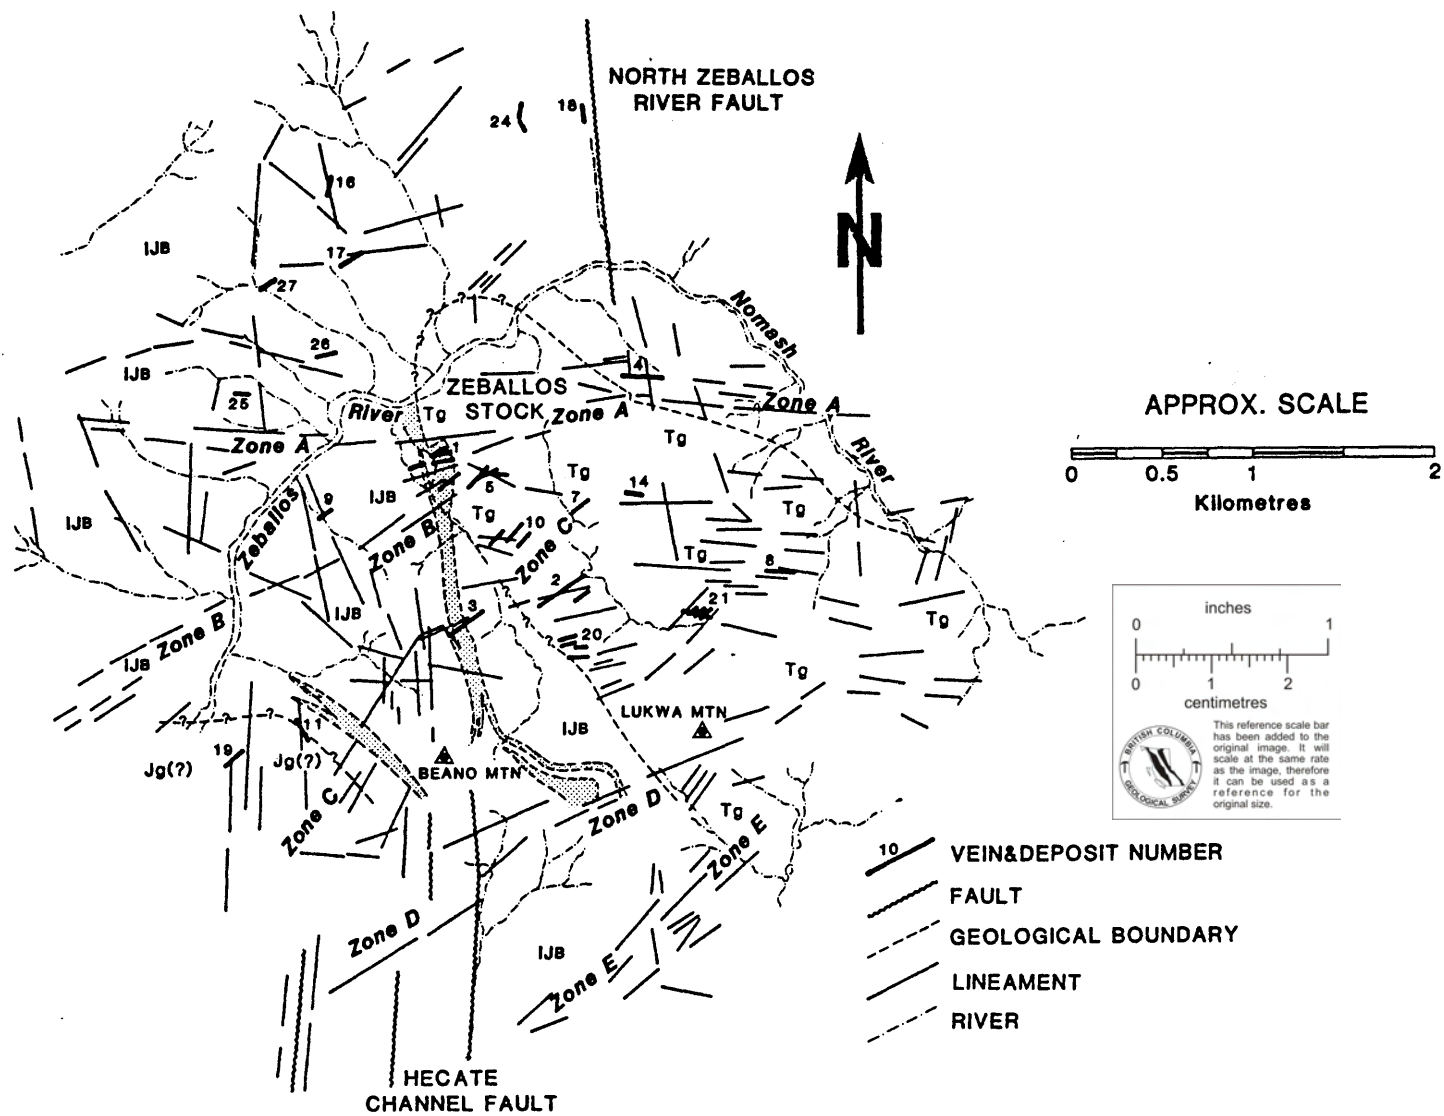 NORTH ZEBALLOS
RIVER FAULT
18
24
16
IJB
17
27
N
Nomash
26
4
IJB
ZEBALLOS
STOCK
Zone A
Zone A
River
Tg
25
Zone A
1
Tg
River
APPROX. SCALE
0 0.5 1 2
Kilometres
5
Tg
14
7
Tg
IJB
9
Zeballos
IJB
Tg
10
Zone B
Zone C
Tg
8
2
21
IJB
3
20
Tg
Zone B
IJB
Tg
LUKWA MTN
IJB
11
19
Jg(?)
Jg(?)
BEANO MTN
Zone C
Zone D
Tg
Zone E
Zone D
IJB
Zone E
HECATE
CHANNEL FAULT
inches
0 1
0 1 2
centimetres
BRITISH COLUMBIA
GEOLOGICAL SURVEY
This reference scale bar
has been added to the
original image. It will
scale at the same rate
as the image, therefore
it can be used as a
reference for the
original size.
10 VEIN&DEPOSIT NUMBER
FAULT
GEOLOGICAL BOUNDARY
LINEAMENT
RIVER
? ? ?
?
? ? ?
?